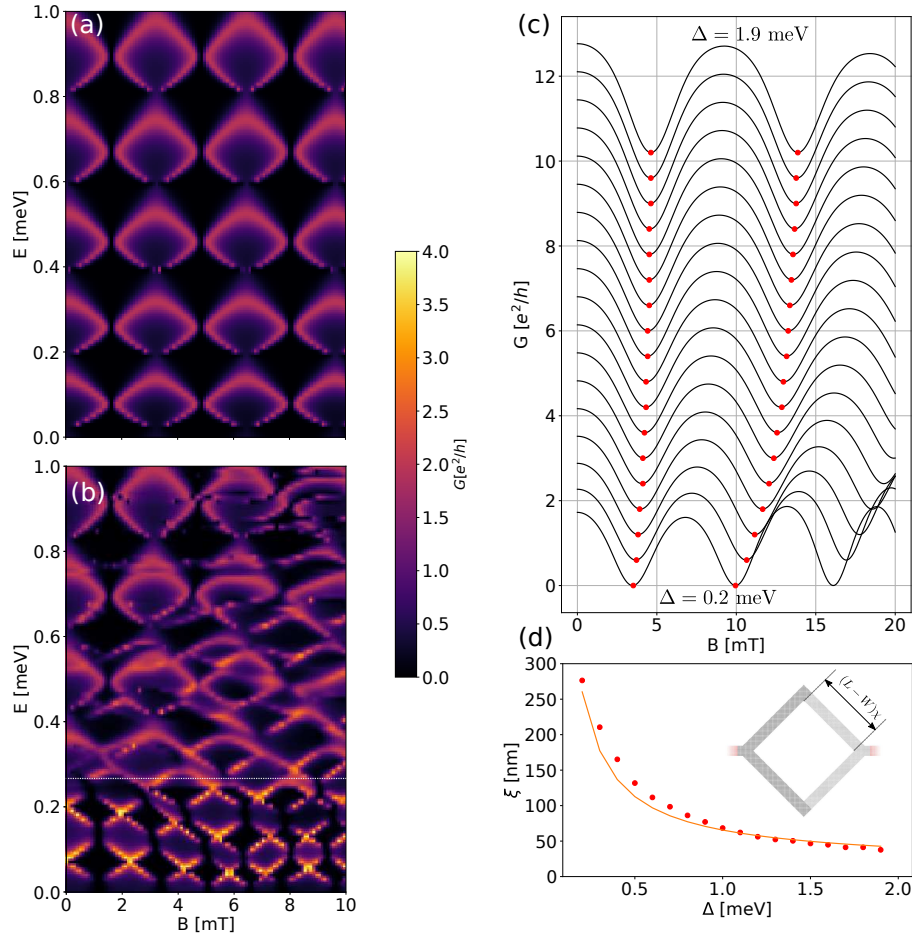 (a)
1.0
0.8
0.6
0.4
0.2
0.0
E [meV]
(b)
1.0
0.8
0.6
0.4
0.2
0.0
E [meV]
0 2 4 6 8 10
B [mT]
4.0
3.5
3.0
2.5
2.0
1.5
1.0
0.5
0.0
G[e²/h]
(c)
Δ = 1.9 meV
12
10
8
6
4
2
0
G [e²/h]
Δ = 0.2 meV
0 5 10 15 20
B [mT]
(d)
300
250
200
150
100
50
0
ξ [nm]
(L − W)χ
0.5 1.0 1.5 2.0
Δ [meV]